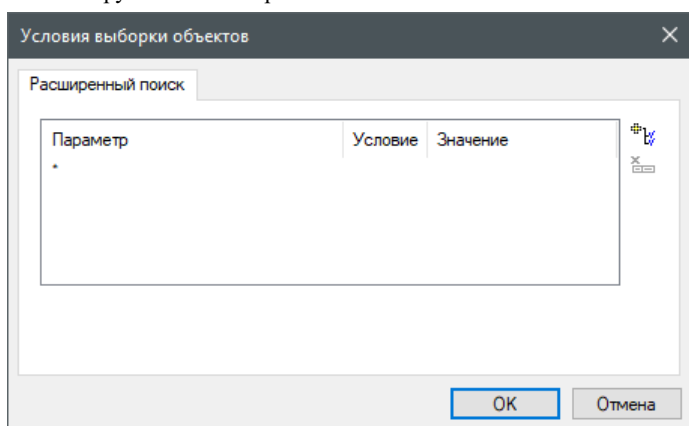 Условия выборки объектов
Расширенный поиск
Параметр Условие Значение
*
OK Отмена